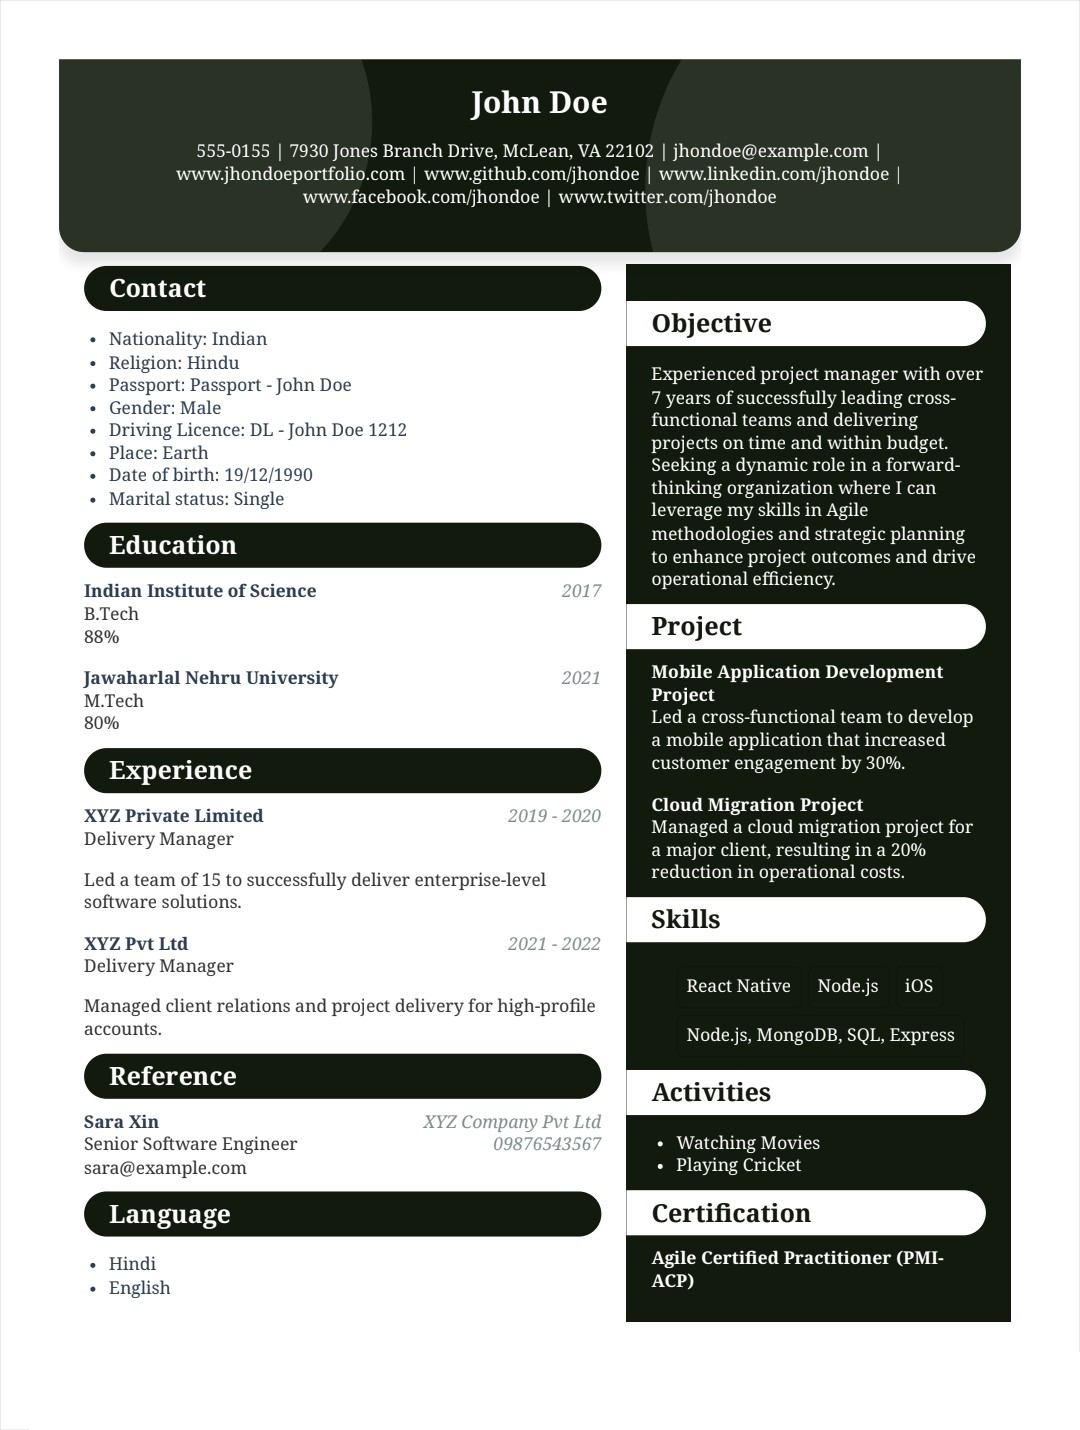 John Doe
555-0155 | 7930 Jones Branch Drive, McLean, VA 22102 | jhondoe@example.com |
www.jhondoeportfolio.com | www.github.com/jhondoe | www.linkedin.com/jhondoe |
www.facebook.com/jhondoe | www.twitter.com/jhondoe
Contact
• Nationality: Indian
• Religion: Hindu
• Passport: Passport - John Doe
• Gender: Male
• Driving Licence: DL - John Doe 1212
• Place: Earth
• Date of birth: 19/12/1990
• Marital status: Single
Education
Indian Institute of Science 2017
B.Tech
88%
Jawaharlal Nehru University 2021
M.Tech
80%
Experience
XYZ Private Limited 2019 - 2020
Delivery Manager
Led a team of 15 to successfully deliver enterprise-level
software solutions.
XYZ Pvt Ltd 2021 - 2022
Delivery Manager
Managed client relations and project delivery for high-profile
accounts.
Reference
Sara Xin XYZ Company Pvt Ltd
Senior Software Engineer 09876543567
sara@example.com
Language
• Hindi
• English
Objective
Experienced project manager with over
7 years of successfully leading cross-
functional teams and delivering
projects on time and within budget.
Seeking a dynamic role in a forward-
thinking organization where I can
leverage my skills in Agile
methodologies and strategic planning
to enhance project outcomes and drive
operational efficiency.
Project
Mobile Application Development
Project
Led a cross-functional team to develop
a mobile application that increased
customer engagement by 30%.
Cloud Migration Project
Managed a cloud migration project for
a major client, resulting in a 20%
reduction in operational costs.
Skills
React Native Node.js iOS
Node.js, MongoDB, SQL, Express
Activities
• Watching Movies
• Playing Cricket
Certification
Agile Certified Practitioner (PMI-
ACP)